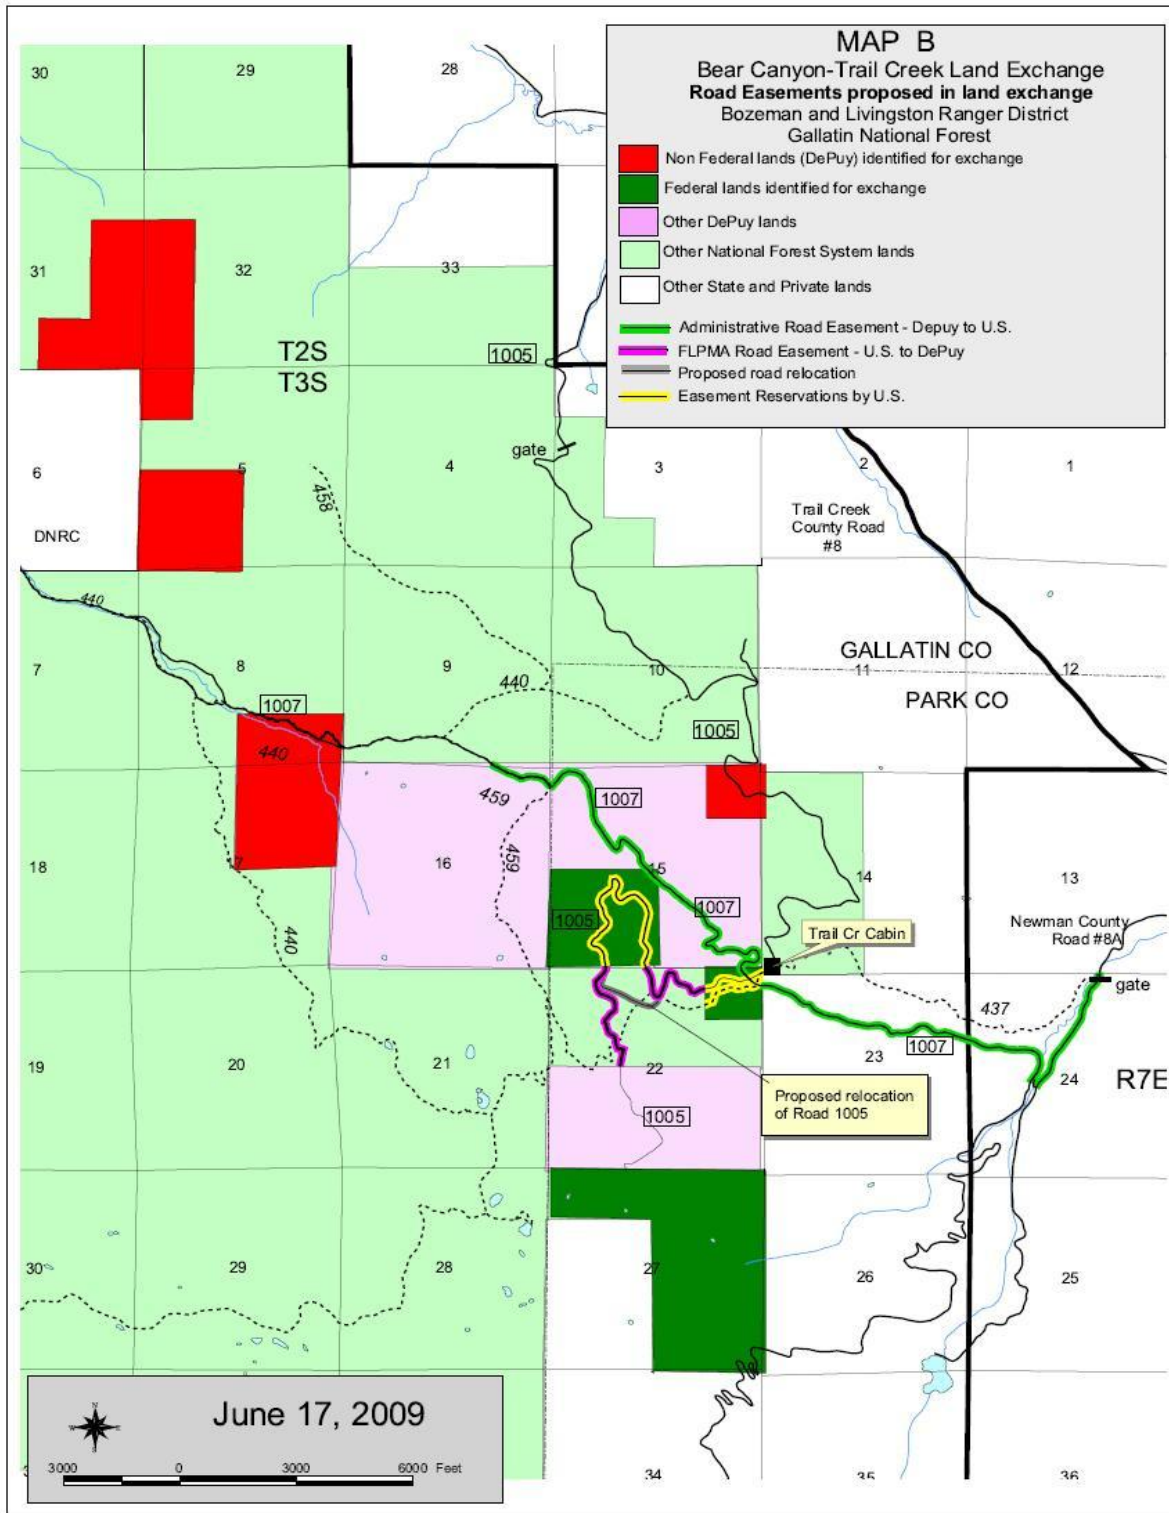 MAP B
Bear Canyon-Trail Creek Land Exchange
Road Easements proposed in land exchange
Bozeman and Livingston Ranger District
Gallatin National Forest
Non Federal lands (DePuy) identified for exchange
Federal lands identified for exchange
Other DePuy lands
Other National Forest System lands
Other State and Private lands
Administrative Road Easement - Depuy to U.S.
FLPMA Road Easement - U.S. to DePuy
Proposed road relocation
Easement Reservations by U.S.
30
29
28
31
32
33
T2S
T3S
1005
gate
6
5
4
3
2
1
458
DNRC
Trail Creek
County Road
#8
440
7
8
9
10
11
12
GALLATIN CO
PARK CO
440
1007
440
1005
459
1007
459
18
17
16
15
14
13
1007
1005
Trail Cr Cabin
Newman County
Road #8A
gate
440
437
1007
19
20
21
22
23
24
R7E
Proposed relocation
of Road 1005
1005
30
29
28
27
26
25
June 17, 2009
N
W
E
S
3000 0 3000 6000 Feet
34
35
36